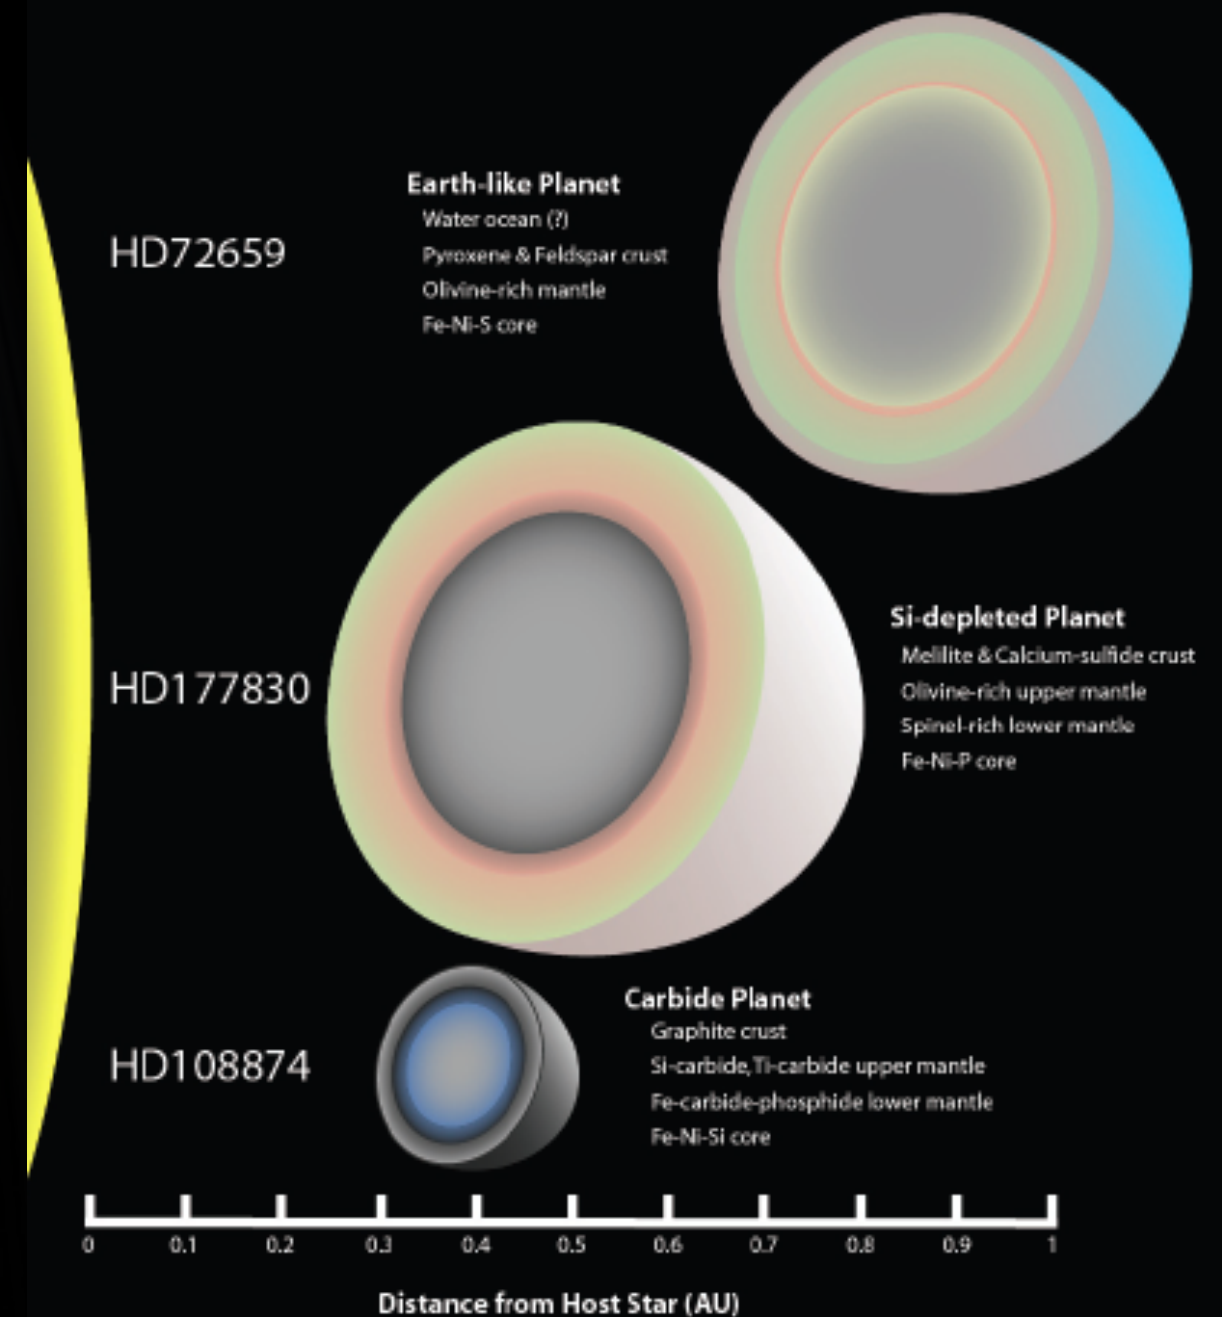 Earth-like Planet
Water ocean (?)
HD72659
Pyroxene & Feldspar crust
Olivine-rich mantle
Fe-Ni-S core
Si-depleted Planet
Melilite & Calcium-sulfide crust
HD177830
Olivine-rich upper mantle
Spinel-rich lower mantle
Fe-Ni-P core
Carbide Planet
Graphite crust
HD108874
Si-carbide, Ti-carbide upper mantle
Fe-carbide-phosphide lower mantle
Fe-Ni-Si core
0 0.1 0.2 0.3 0.4 0.5 0.6 0.7 0.8 0.9 1
Distance from Host Star (AU)